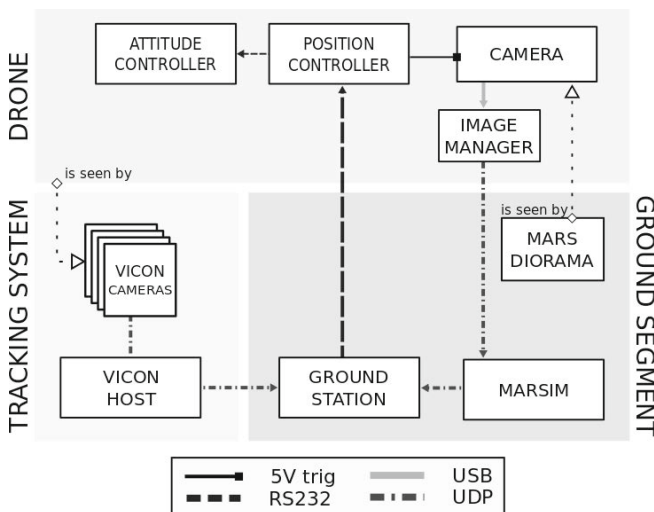 DRONE
ATTITUDE
CONTROLLER
POSITION
CONTROLLER
CAMERA
IMAGE
MANAGER
is seen by
TRACKING SYSTEM
VICON
CAMERAS
VICON
HOST
GROUND SEGMENT
is seen by
MARS
DIORAMA
GROUND
STATION
MARSIM
5V trig
USB
RS232
UDP